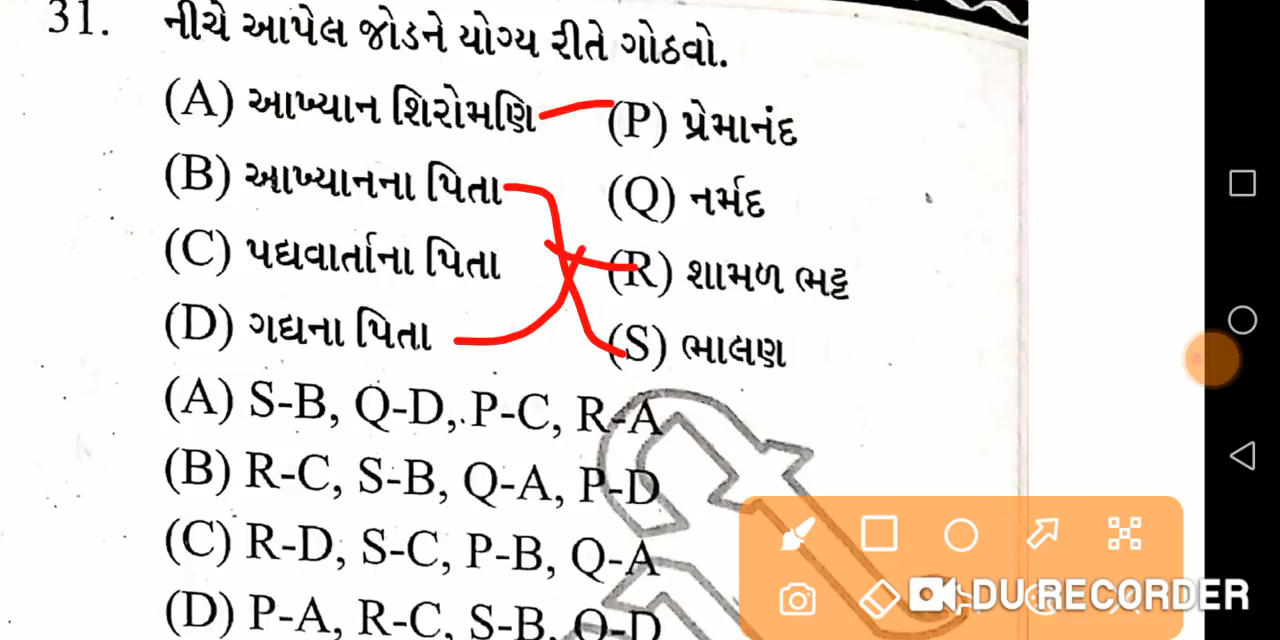 31. નીચે આપેલ જોડને યોગ્ય રીતે ગોઠવો.
(A) આખ્યાન શિરોમણિ (P) પ્રેમાનંદ
(B) આખ્યાનના પિતા (Q) નર્મદ
(C) પદ્યવાર્તાના પિતા (R) શામળ ભટ્ટ
(D) ગદ્યના પિતા (S) ભાલણ
(A) S-B, Q-D, P-C, R-A
(B) R-C, S-B, Q-A, P-D
(C) R-D, S-C, P-B, Q-A
(D) P-A, R-C, S-B, Q-D
DU RECORDER